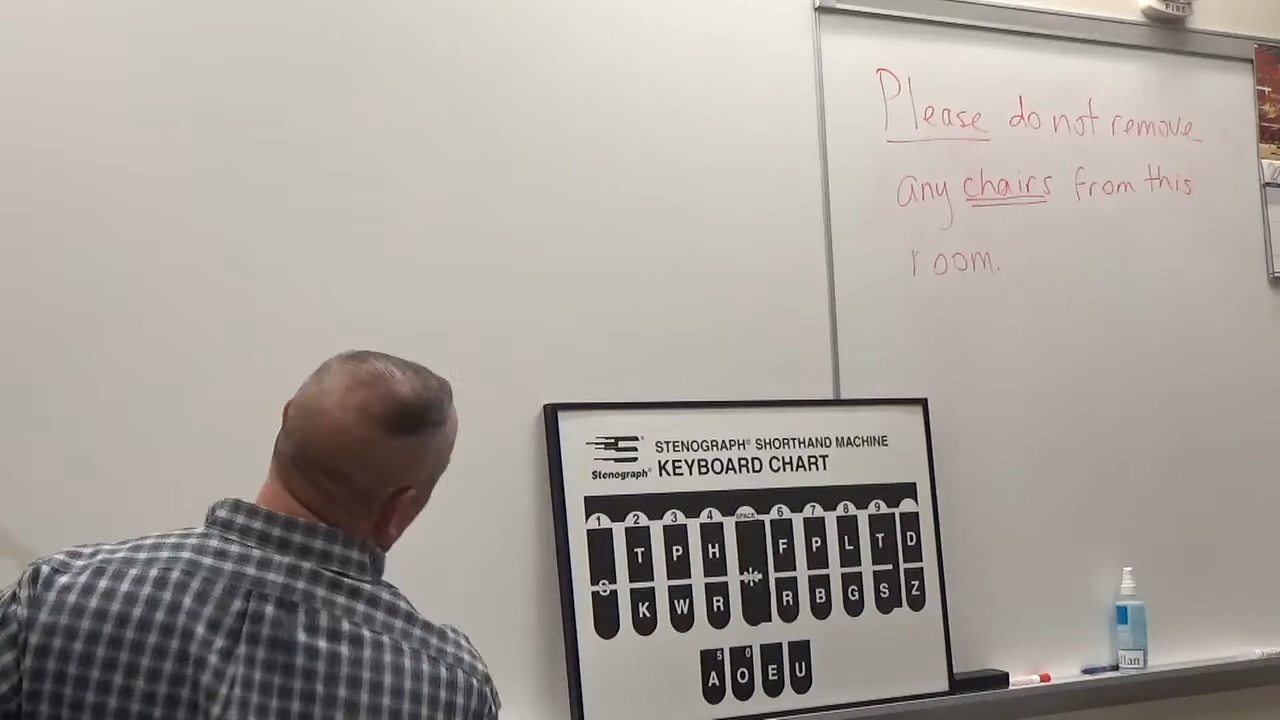 FIRE
Please do not remove
any chairs from this
room.
STENOGRAPH® SHORTHAND MACHINE
Stenograph®
KEYBOARD CHART
1 2 3 4 SPACE 6 7 8 9
S T P H * F P L T D
K W R R B G S Z
5 0
A O E U